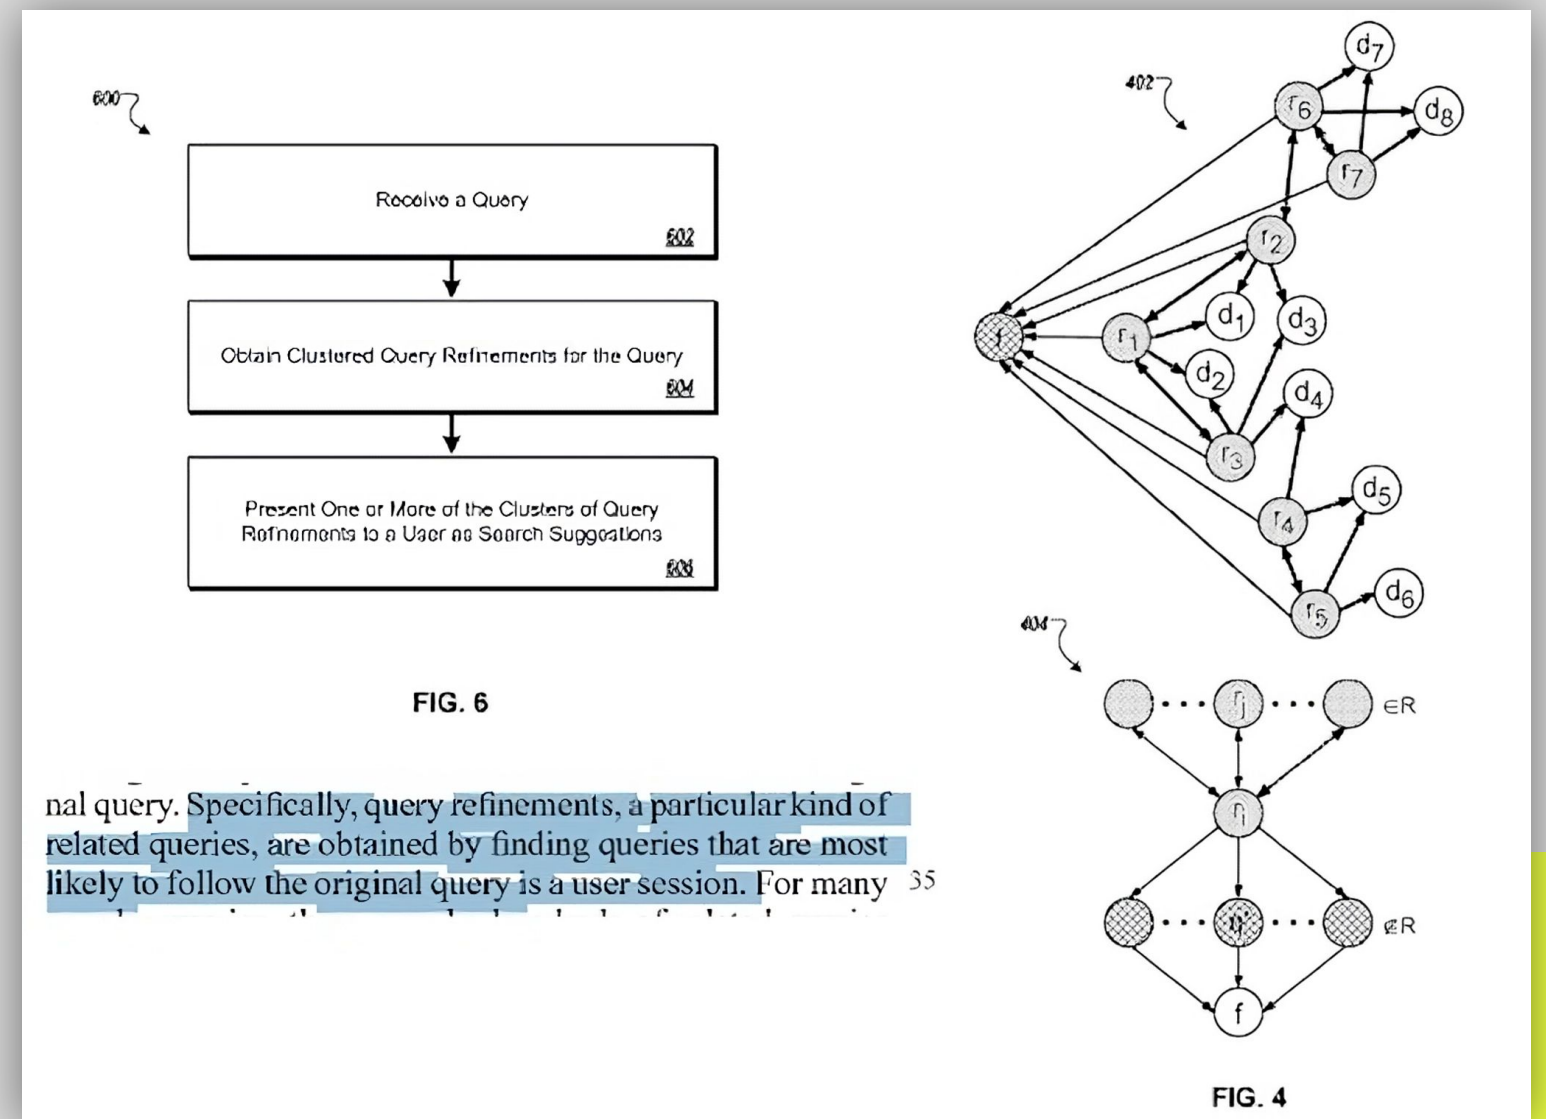 600
Receive a Query
602
Obtain Clustered Query Refinements for the Query
604
Present One or More of the Clusters of Query
Refinements to a User as Search Suggestions
606
FIG. 6
nal query. Specifically, query refinements, a particular kind of
related queries, are obtained by finding queries that are most
likely to follow the original query is a user session. For many 35
402
d7
r6
d8
r7
r2
d1
d3
f
r1
d2
d4
r3
d5
r4
d6
r5
404
rj
∈R
ri
∉R
f
FIG. 4